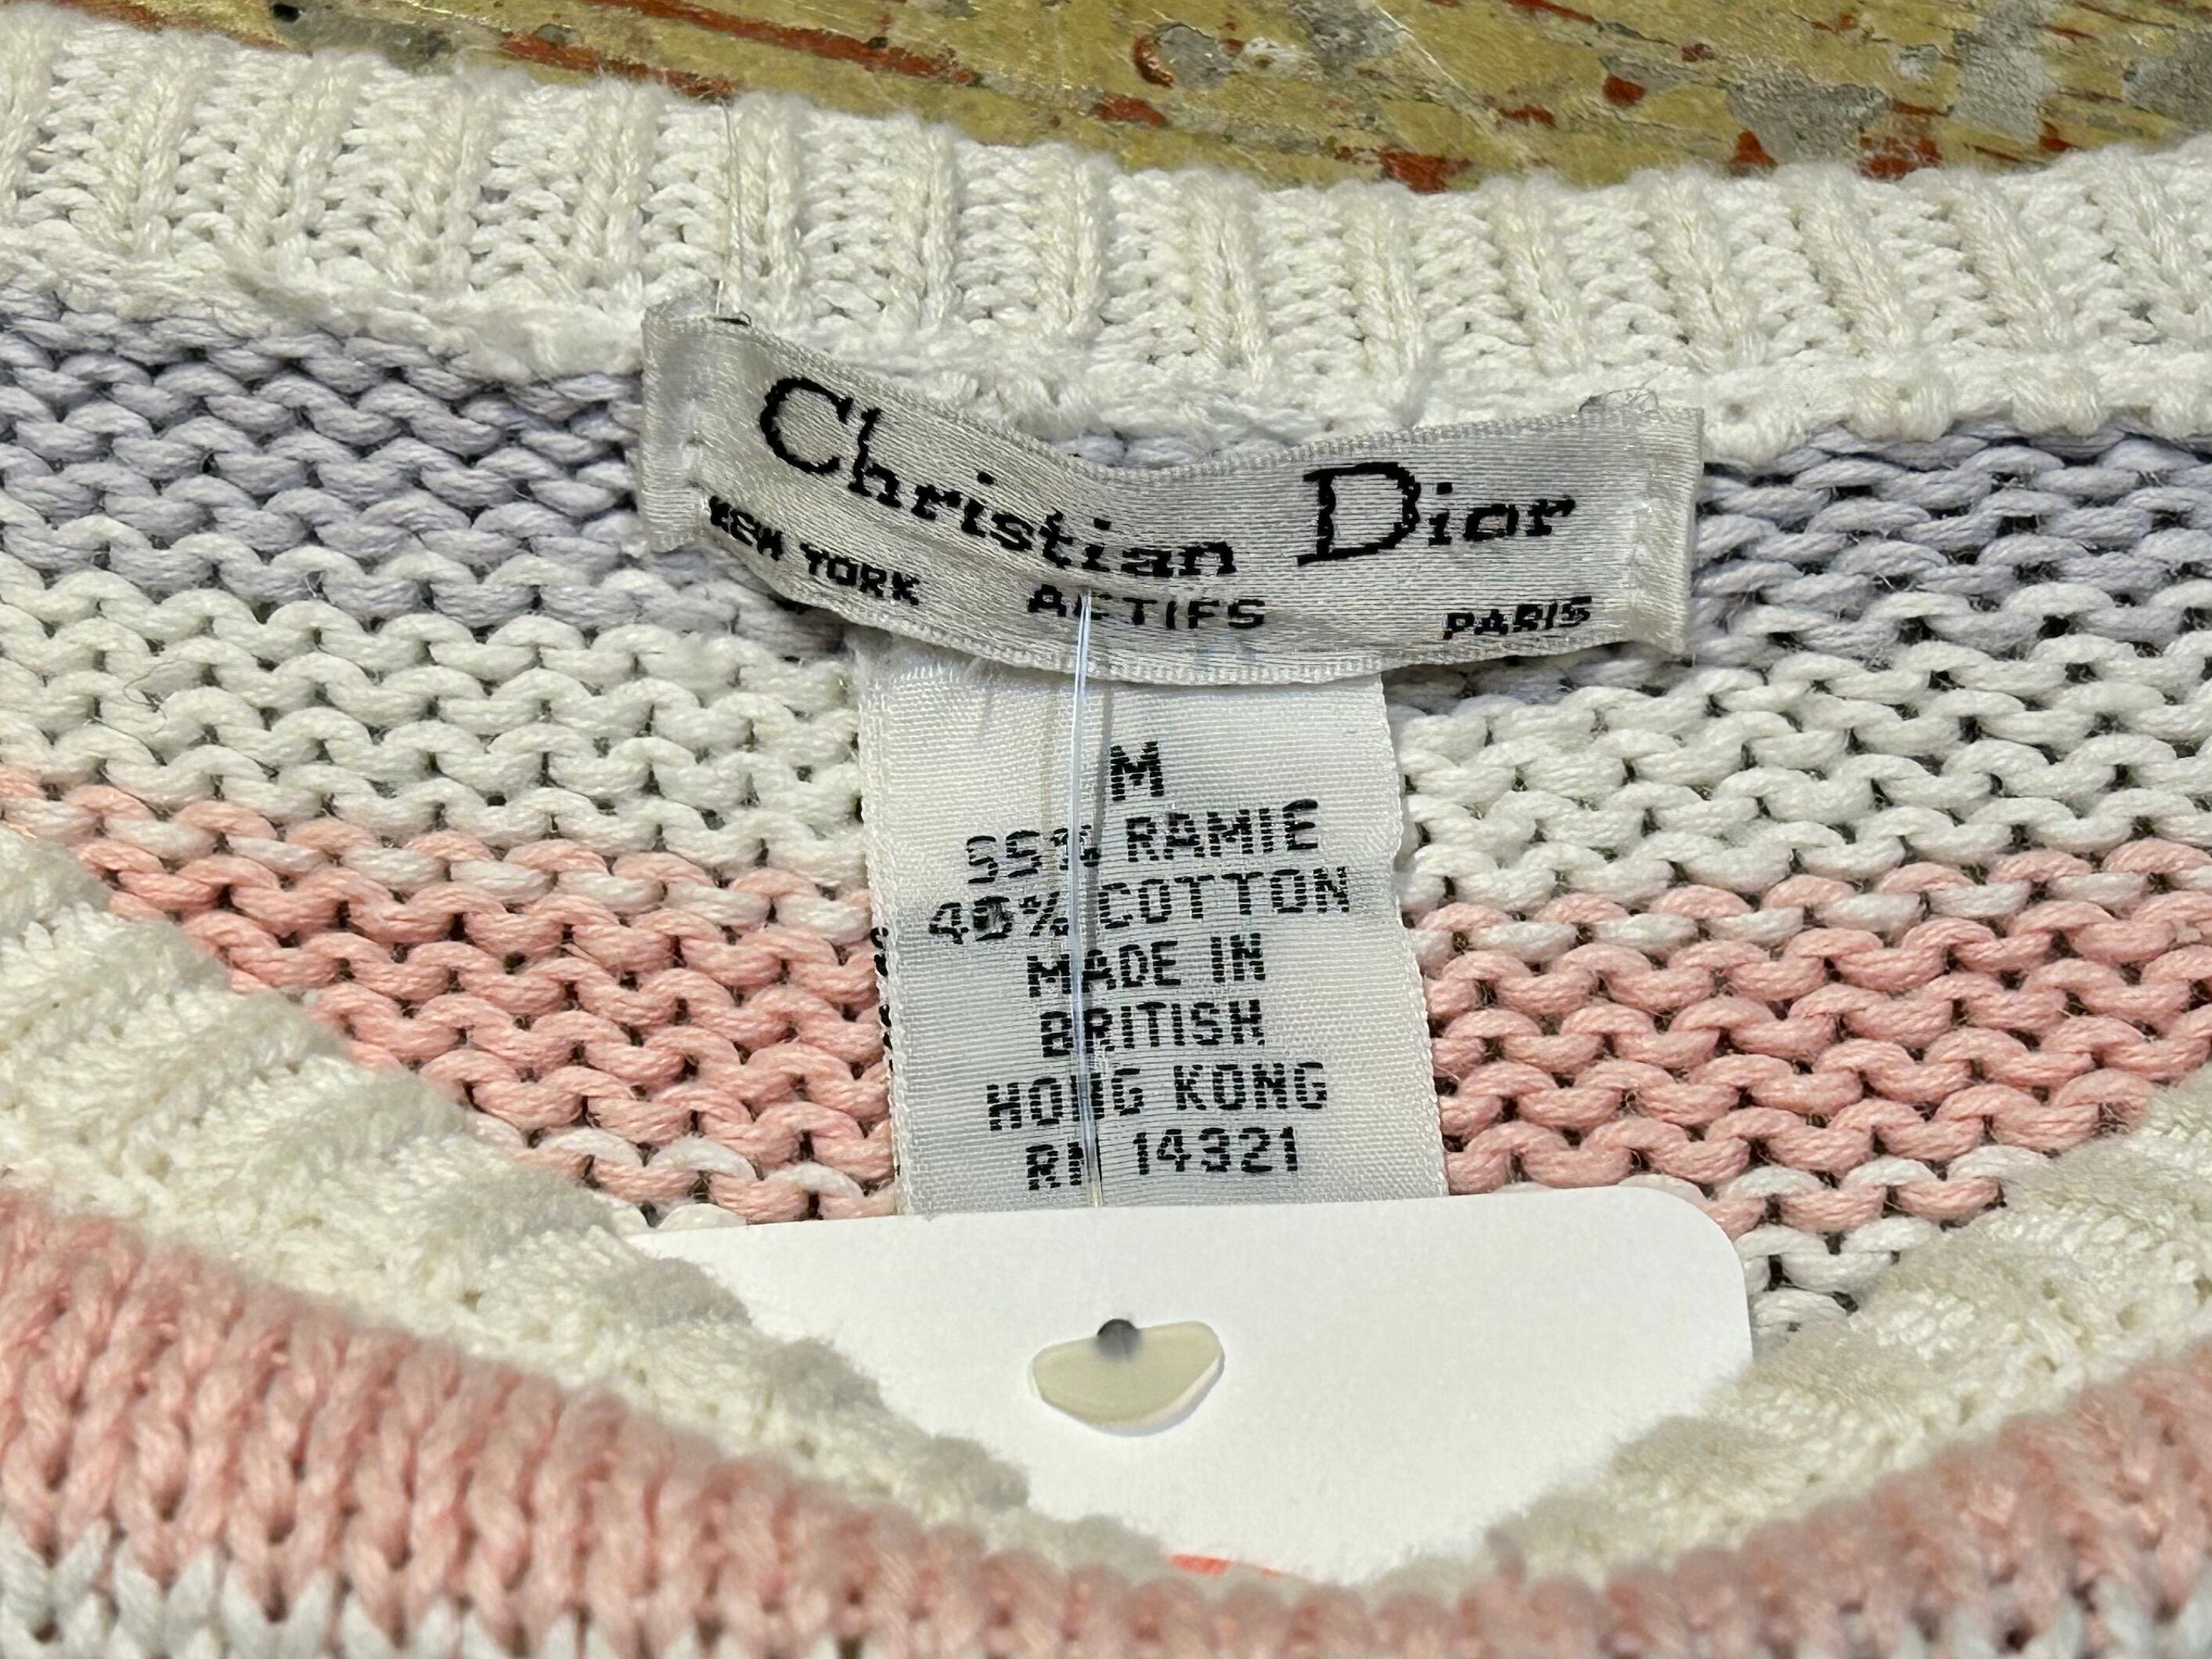 Christian Dior
NEW YORK ACTIFS PARIS
M
55% RAMIE
45% COTTON
MADE IN
BRITISH
HONG KONG
RN 14321